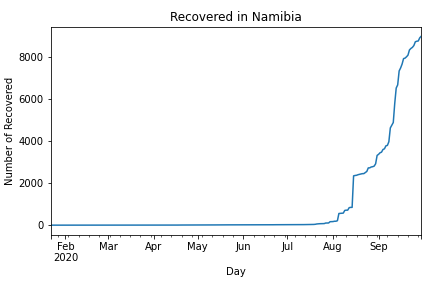 Recovered in Namibia
Number of Recovered
8000
6000
4000
2000
0
Feb
2020
Mar
Apr
May
Jun
Jul
Aug
Sep
Day